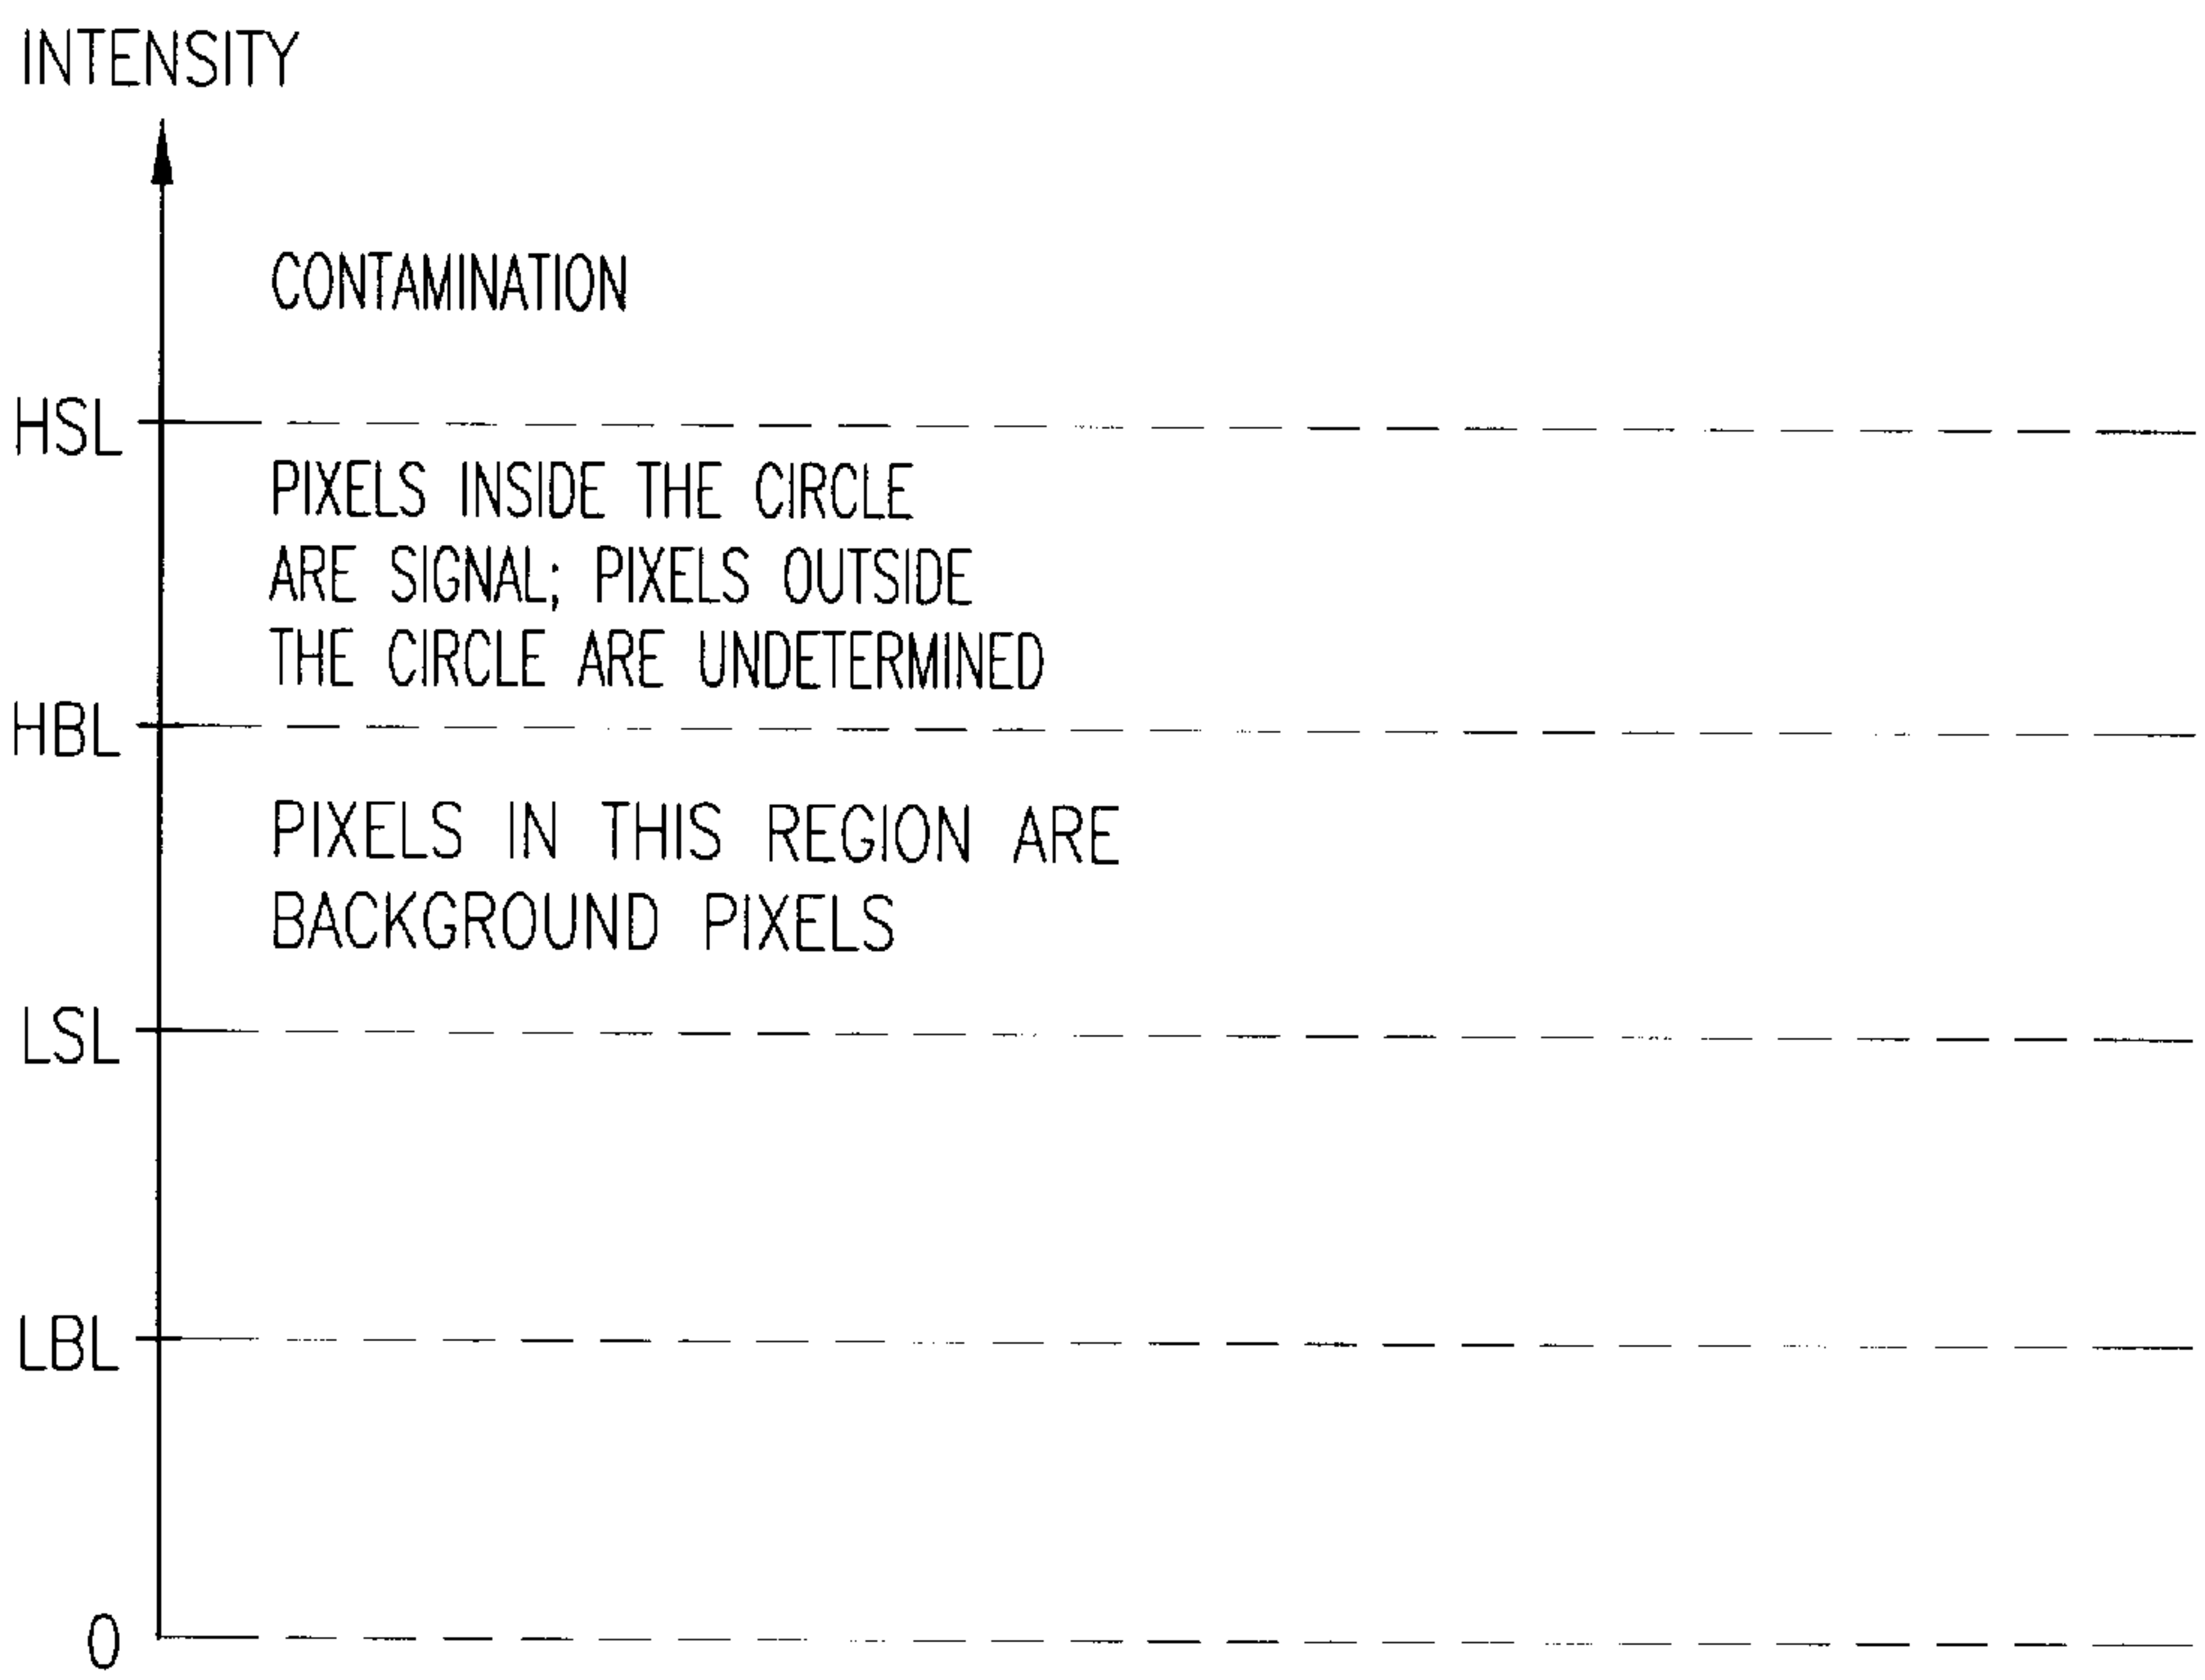 INTENSITY
CONTAMINATION
HSL
PIXELS INSIDE THE CIRCLE
ARE SIGNAL; PIXELS OUTSIDE
THE CIRCLE ARE UNDETERMINED
HBL
PIXELS IN THIS REGION ARE
BACKGROUND PIXELS
LSL
LBL
0